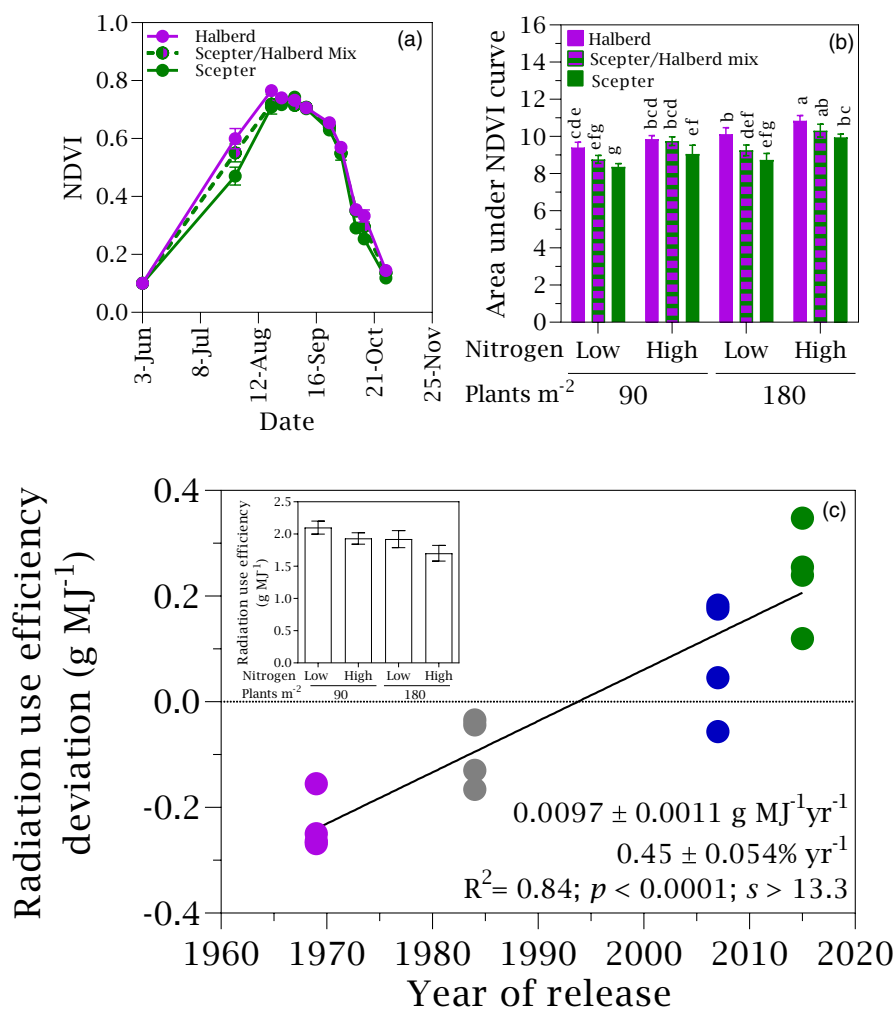 (a)
Halberd
Scepter/Halberd Mix
Scepter
NDVI
1.0
0.8
0.6
0.4
0.2
0.0
3-Jun
8-Jul
12-Aug
16-Sep
21-Oct
25-Nov
Date
(b)
Halberd
Scepter/Halberd mix
Scepter
Area under NDVI curve
16
14
12
10
8
6
4
2
0
cde
efg
g
bcd
bcd
ef
b
def
efg
a
ab
bc
Nitrogen Low High Low High
Plants m-2 90 180
(c)
Radiation use efficiency
deviation (g MJ-1)
0.4
0.2
0.0
-0.2
-0.4
Radiation use efficiency
(g MJ-1)
2.5
2.0
1.5
1.0
0.5
0.0
Nitrogen Low High Low High
Plants m-2 90 180
0.0097 ± 0.0011 g MJ-1yr-1
0.45 ± 0.054% yr-1
R2= 0.84; p < 0.0001; s > 13.3
1960 1970 1980 1990 2000 2010 2020
Year of release